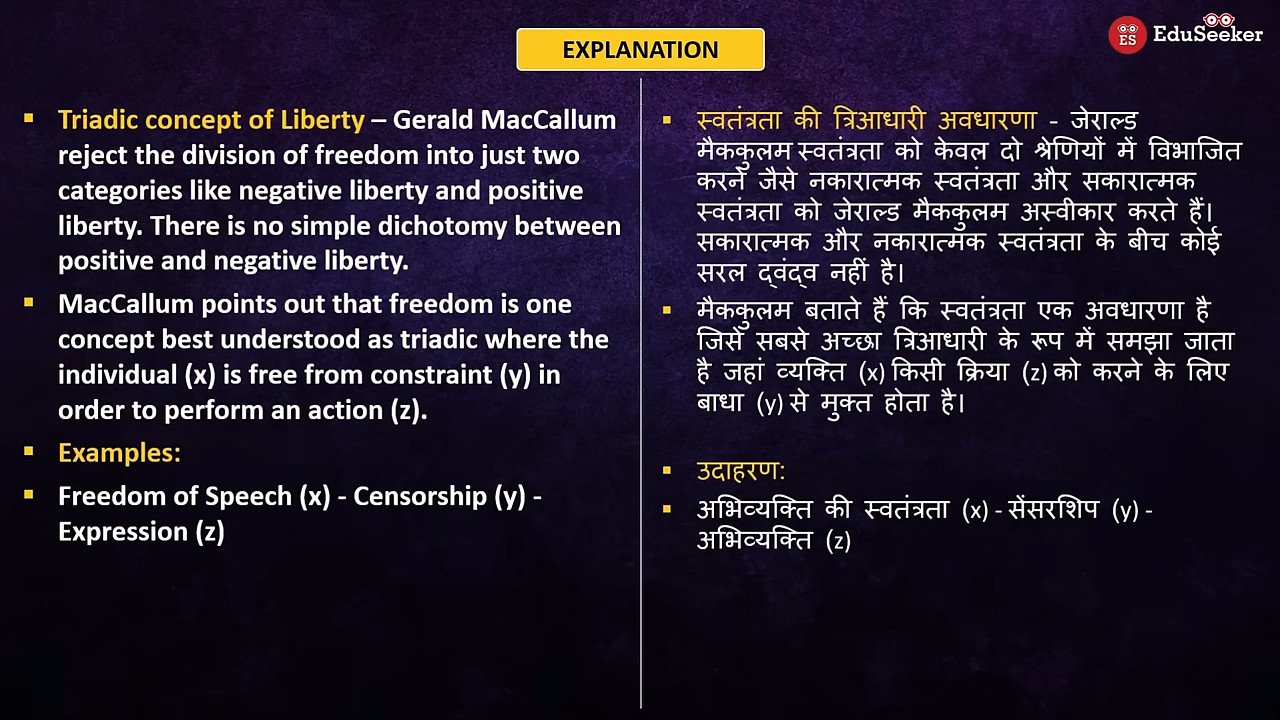 EXPLANATION
ES EduSeeker
▪ Triadic concept of Liberty – Gerald MacCallum
reject the division of freedom into just two
categories like negative liberty and positive
liberty. There is no simple dichotomy between
positive and negative liberty.
▪ MacCallum points out that freedom is one
concept best understood as triadic where the
individual (x) is free from constraint (y) in
order to perform an action (z).
▪ Examples:
▪ Freedom of Speech (x) - Censorship (y) -
Expression (z)
▪ स्वतंत्रता की त्रिआधारी अवधारणा - जेराल्ड
मैककुलम स्वतंत्रता को केवल दो श्रेणियों में विभाजित
करने जैसे नकारात्मक स्वतंत्रता और सकारात्मक
स्वतंत्रता को जेराल्ड मैककुलम अस्वीकार करते हैं।
सकारात्मक और नकारात्मक स्वतंत्रता के बीच कोई
सरल द्वंद्व नहीं है।
▪ मैककुलम बताते हैं कि स्वतंत्रता एक अवधारणा है
जिसे सबसे अच्छा त्रिआधारी के रूप में समझा जाता
है जहां व्यक्ति (x) किसी क्रिया (z) को करने के लिए
बाधा (y) से मुक्त होता है।
▪ उदाहरण:
▪ अभिव्यक्ति की स्वतंत्रता (x) - सेंसरशिप (y) -
अभिव्यक्ति (z)